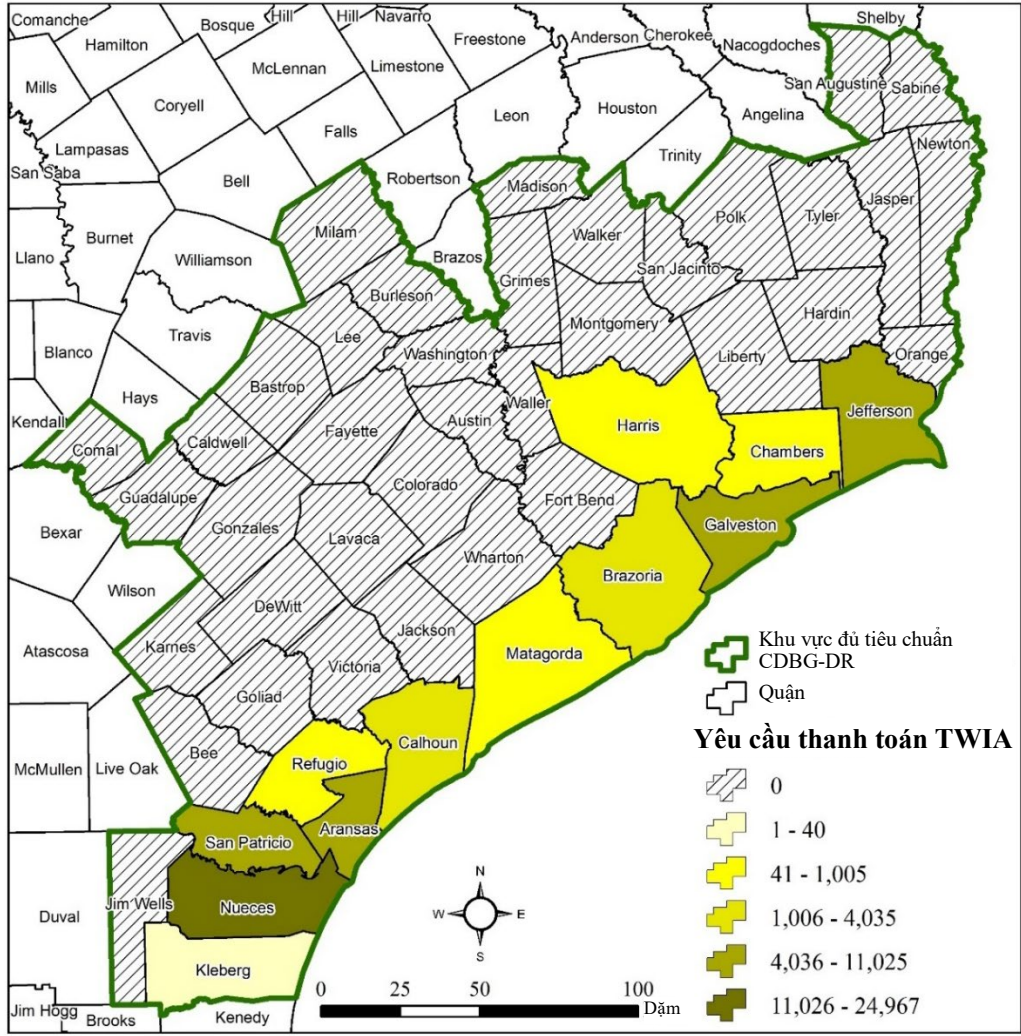 Comanche
Bosque
Hill
Hill
Navarro
Freestone
Anderson
Cherokee
Nacogdoches
Shelby
Hamilton
McLennan
Limestone
San Augustine
Sabine
Mills
Coryell
Leon
Houston
Angelina
Falls
Newton
Lampasas
Trinity
San Saba
Bell
Robertson
Madison
Jasper
Burnet
Milam
Walker
Polk
Tyler
Llano
Williamson
Brazos
San Jacinto
Grimes
Burleson
Hardin
Travis
Lee
Montgomery
Blanco
Washington
Liberty
Orange
Bastrop
Hays
Waller
Kendall
Austin
Jefferson
Caldwell
Fayette
Harris
Comal
Chambers
Guadalupe
Colorado
Fort Bend
Gonzales
Galveston
Bexar
Lavaca
Wharton
Brazoria
Wilson
DeWitt
Jackson
Atascosa
Karnes
Matagorda
Victoria
Goliad
Calhoun
Bee
Refugio
McMullen
Live Oak
Aransas
San Patricio
Duval
Jim Wells
Nueces
Kleberg
Jim Hogg
Brooks
Kenedy
N
W
E
S
0
25
50
100
Dặm
Khu vực đủ tiêu chuẩn
CDBG-DR
Quận
Yêu cầu thanh toán TWIA
0
1 - 40
41 - 1,005
1,006 - 4,035
4,036 - 11,025
11,026 - 24,967